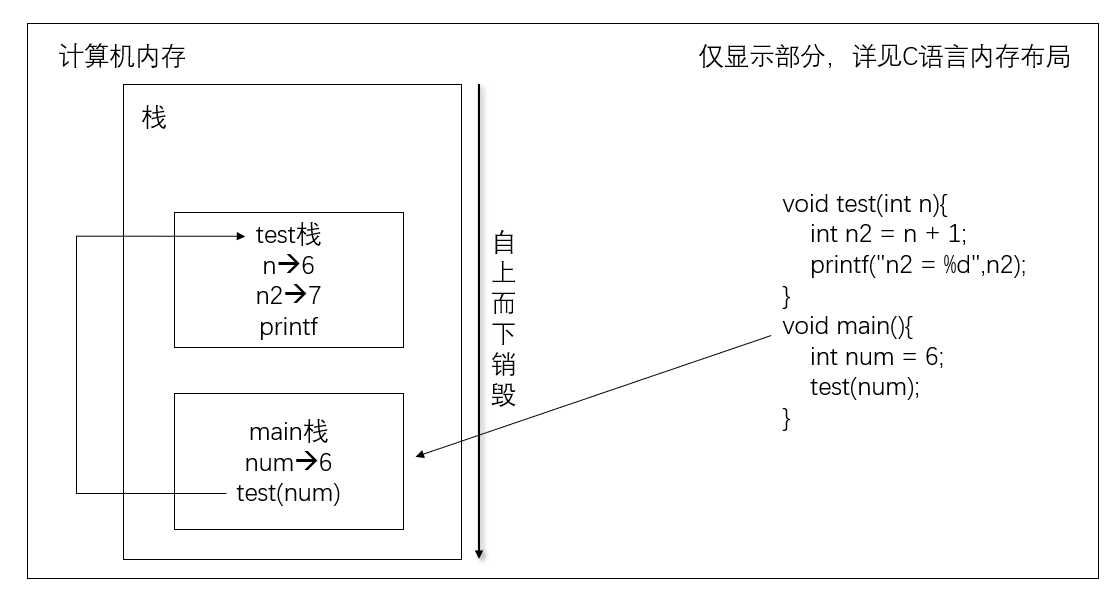 计算机内存
仅显示部分，详见C语言内存布局
栈
test栈
n→6
n2→7
printf
main栈
num→6
test(num)
自上而下销毁
void test(int n){
int n2 = n + 1;
printf("n2 = %d",n2);
}
void main(){
int num = 6;
test(num);
}